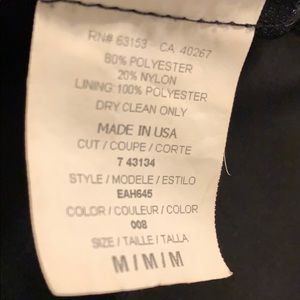 RN# 63153 - CA 40267
80% POLYESTER
20% NYLON
LINING: 100% POLYESTER
DRY CLEAN ONLY
MADE IN USA
CUT / COUPE / CORTE
7 43134
STYLE / MODELE / ESTILO
EAH645
COLOR / COULEUR / COLOR
008
SIZE / TAILLE / TALLA
M | M | M